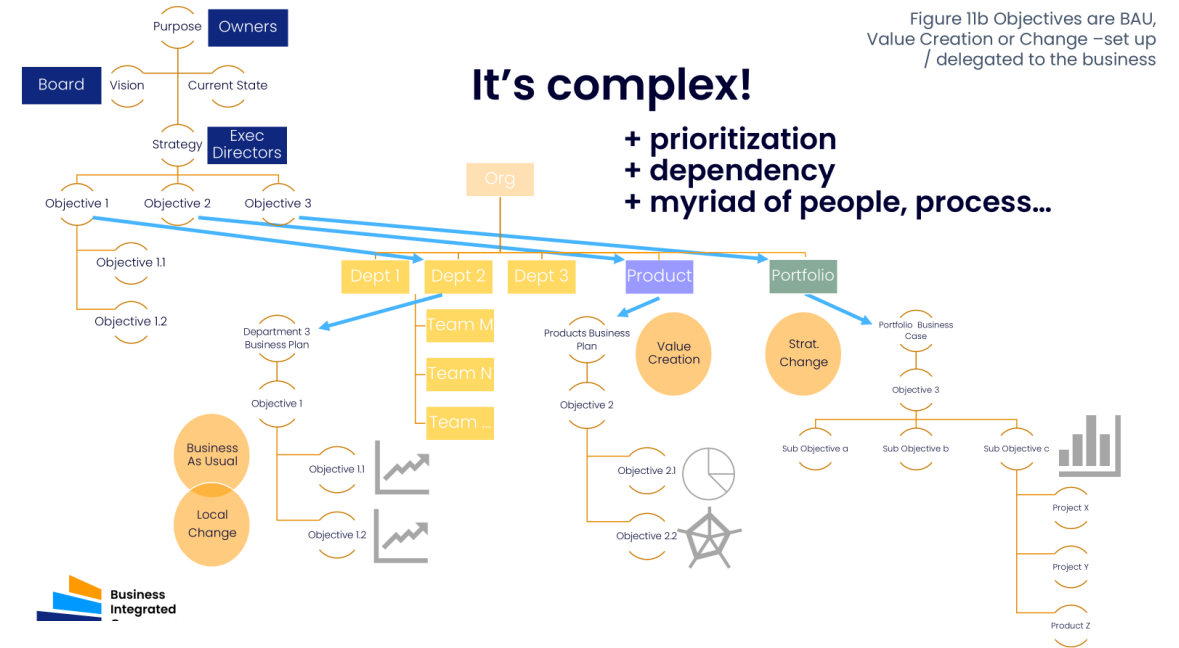 Purpose
Owners
Figure 11b Objectives are BAU,
Value Creation or Change –set up
/ delegated to the business
Board
Vision
Current State
It's complex!
+ prioritization
+ dependency
+ myriad of people, process…
Strategy
Exec
Directors
Org
Objective 1
Objective 2
Objective 3
Objective 1.1
Objective 1.2
Dept 1
Dept 2
Dept 3
Product
Portfolio
Department 3
Business Plan
Team M
Team N
Team ...
Products Business
Plan
Value
Creation
Strat.
Change
Portfolio Business
Case
Objective 1
Objective 2
Objective 3
Business
As Usual
Local
Change
Objective 1.1
Objective 1.2
Objective 2.1
Objective 2.2
Sub Objective a
Sub Objective b
Sub Objective c
Project X
Project Y
Product Z
Business
Integrated